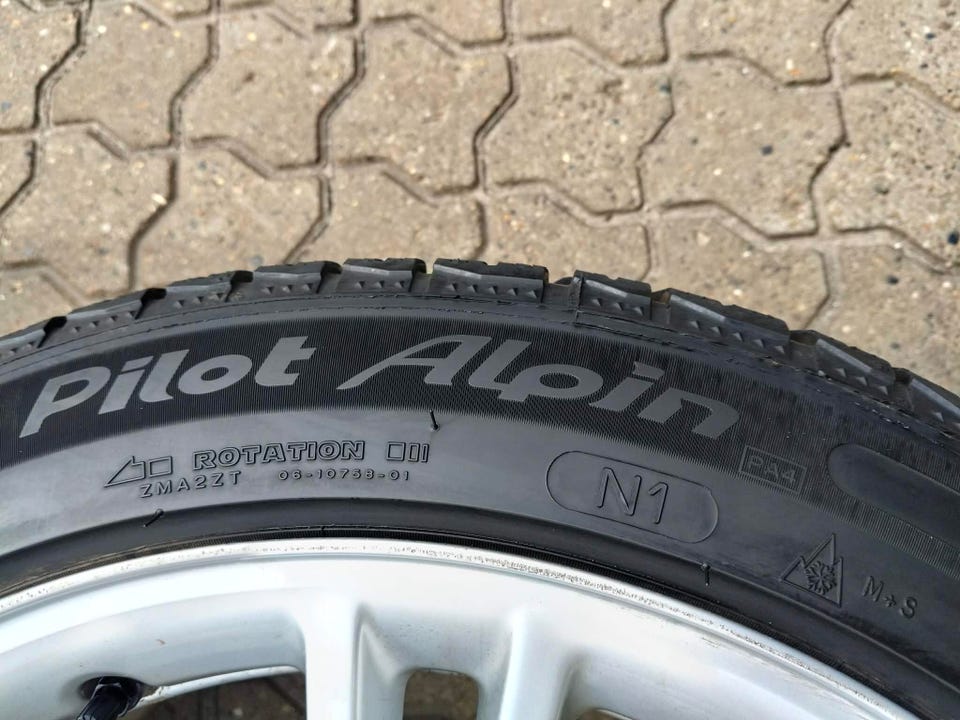 Pilot Alpin
PA4
ROTATION
ZMA2ZT 06-10758-01
N1
M+S